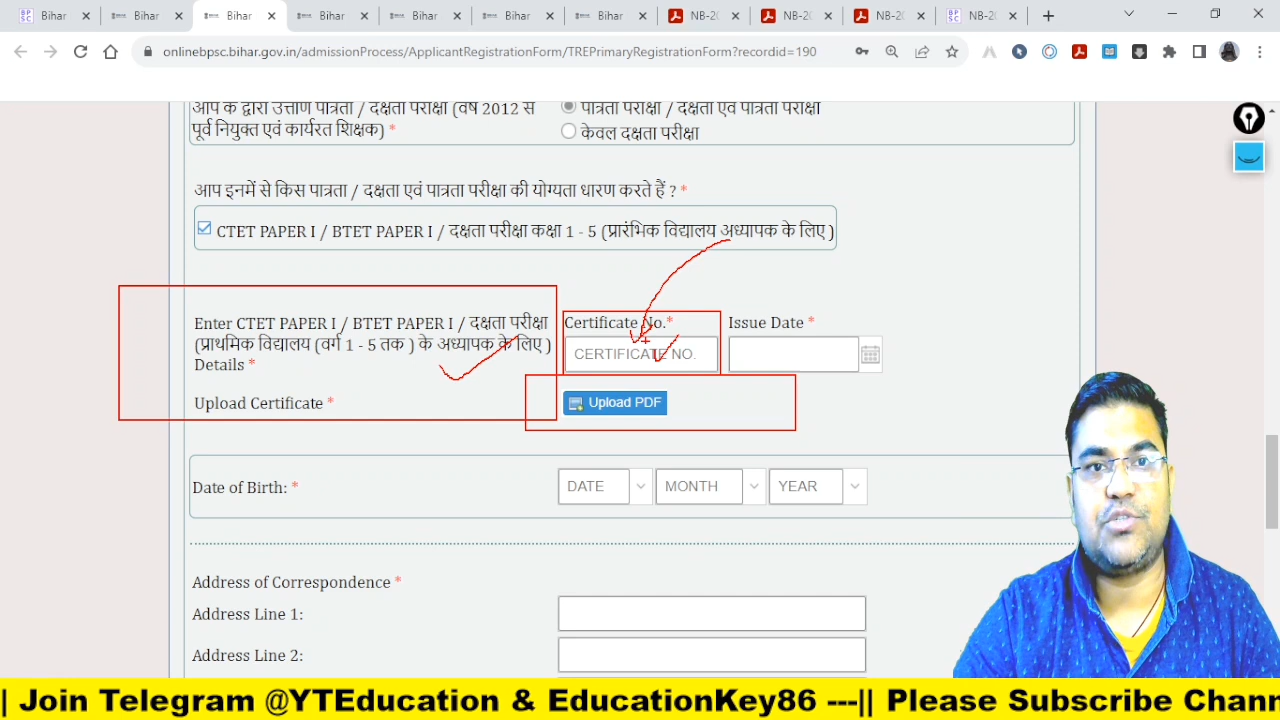 Bihar
Bihar
Bihar
Bihar
Bihar
Bihar
Bihar
NB-20
NB-20
NB-20
NB-20
onlinebpsc.bihar.gov.in/admissionProcess/ApplicantRegistrationForm/TREPrimaryRegistrationForm?recordid=190
आप के द्वारा उत्तीर्ण पात्रता / दक्षता परीक्षा (वर्ष 2012 से
पूर्व नियुक्त एवं कार्यरत शिक्षक) *
पात्रता परीक्षा / दक्षता एवं पात्रता परीक्षा
केवल दक्षता परीक्षा
आप इनमें से किस पात्रता / दक्षता एवं पात्रता परीक्षा की योग्यता धारण करते हैं ? *
CTET PAPER I / BTET PAPER I / दक्षता परीक्षा कक्षा 1 - 5 (प्रारंभिक विद्यालय अध्यापक के लिए )
Enter CTET PAPER I / BTET PAPER I / दक्षता परीक्षा
(प्राथमिक विद्यालय (वर्ग 1 - 5 तक ) के अध्यापक के लिए )
Details *
Certificate No.*
Issue Date *
CERTIFICATE NO.
Upload Certificate *
Upload PDF
Date of Birth: *
DATE
MONTH
YEAR
Address of Correspondence *
Address Line 1:
Address Line 2:
|| Join Telegram @YTEducation & EducationKey86 ---|| Please Subscribe Chann